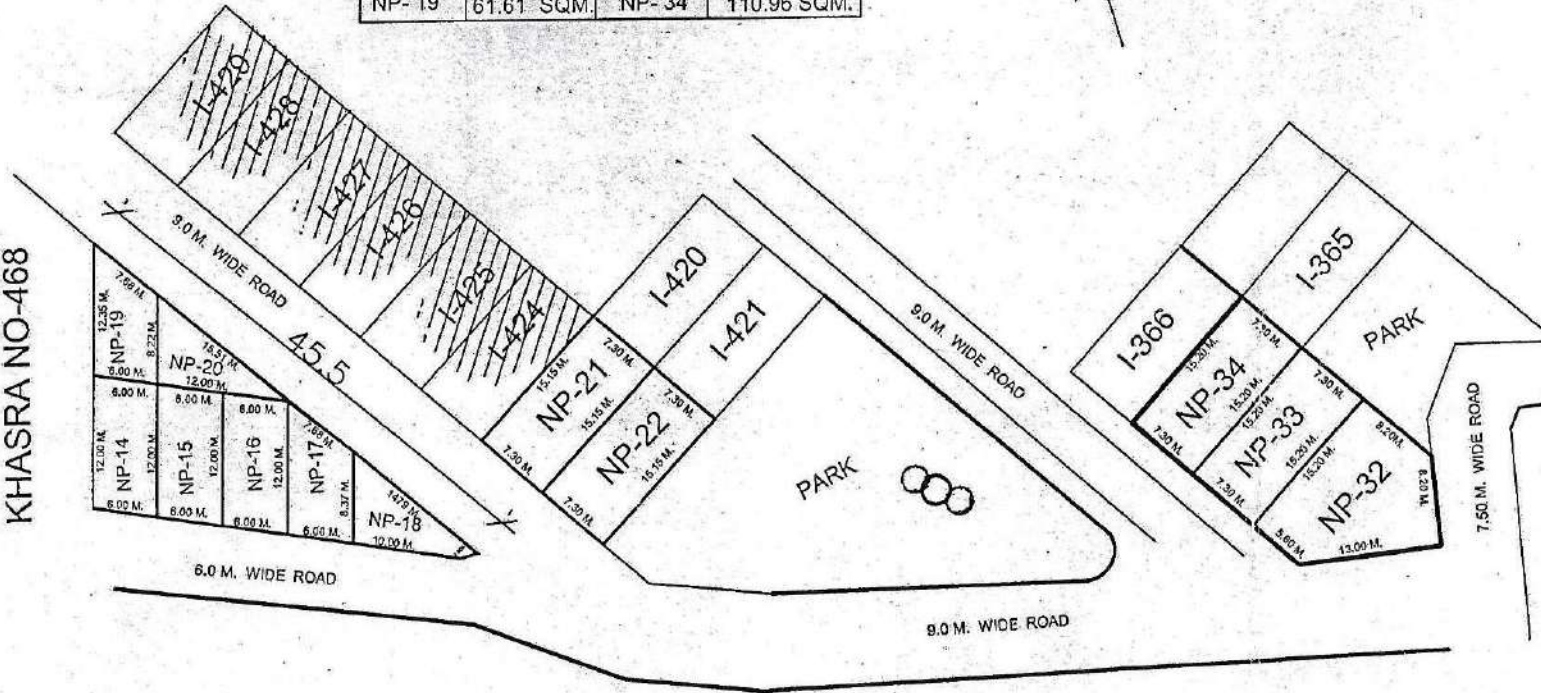 NP- 19 61.61 SQM. NP- 34 110.96 SQM.
KHASRA NO-468
I-429
I-428
I-427
I-426
I-425
I-424
9.0 M. WIDE ROAD
45.5
7.68 M.
12.35 M.
NP-19
8.22 M
6.00 M.
15.51 M.
NP-20
12.00 M.
6.00 M.
12.00 M.
NP-14
12.00 M.
6.00 M.
6.00 M.
NP-15
12.00 M.
6.00 M.
6.00 M.
NP-16
12.00 M.
6.00 M.
7.68 M.
NP-17
8.37 M.
6.00 M.
1479 M.
NP-18
10.00 M.
6.0 M. WIDE ROAD
I-420
I-421
15.15 M.
7.30 M.
NP-21
15.15 M.
7.30 M.
7.30 M.
NP-22
15.15 M.
7.30 M.
PARK
9.0 M. WIDE ROAD
9.0 M. WIDE ROAD
I-365
I-366
PARK
15.20 M.
7.30 M.
NP-34
15.20 M.
7.30 M.
7.30 M.
15.20 M.
NP-33
15.20 M.
7.30 M.
8.20 M.
15.20 M.
NP-32
8.20 M.
5.60 M.
13.00 M.
7.50 M. WIDE ROAD